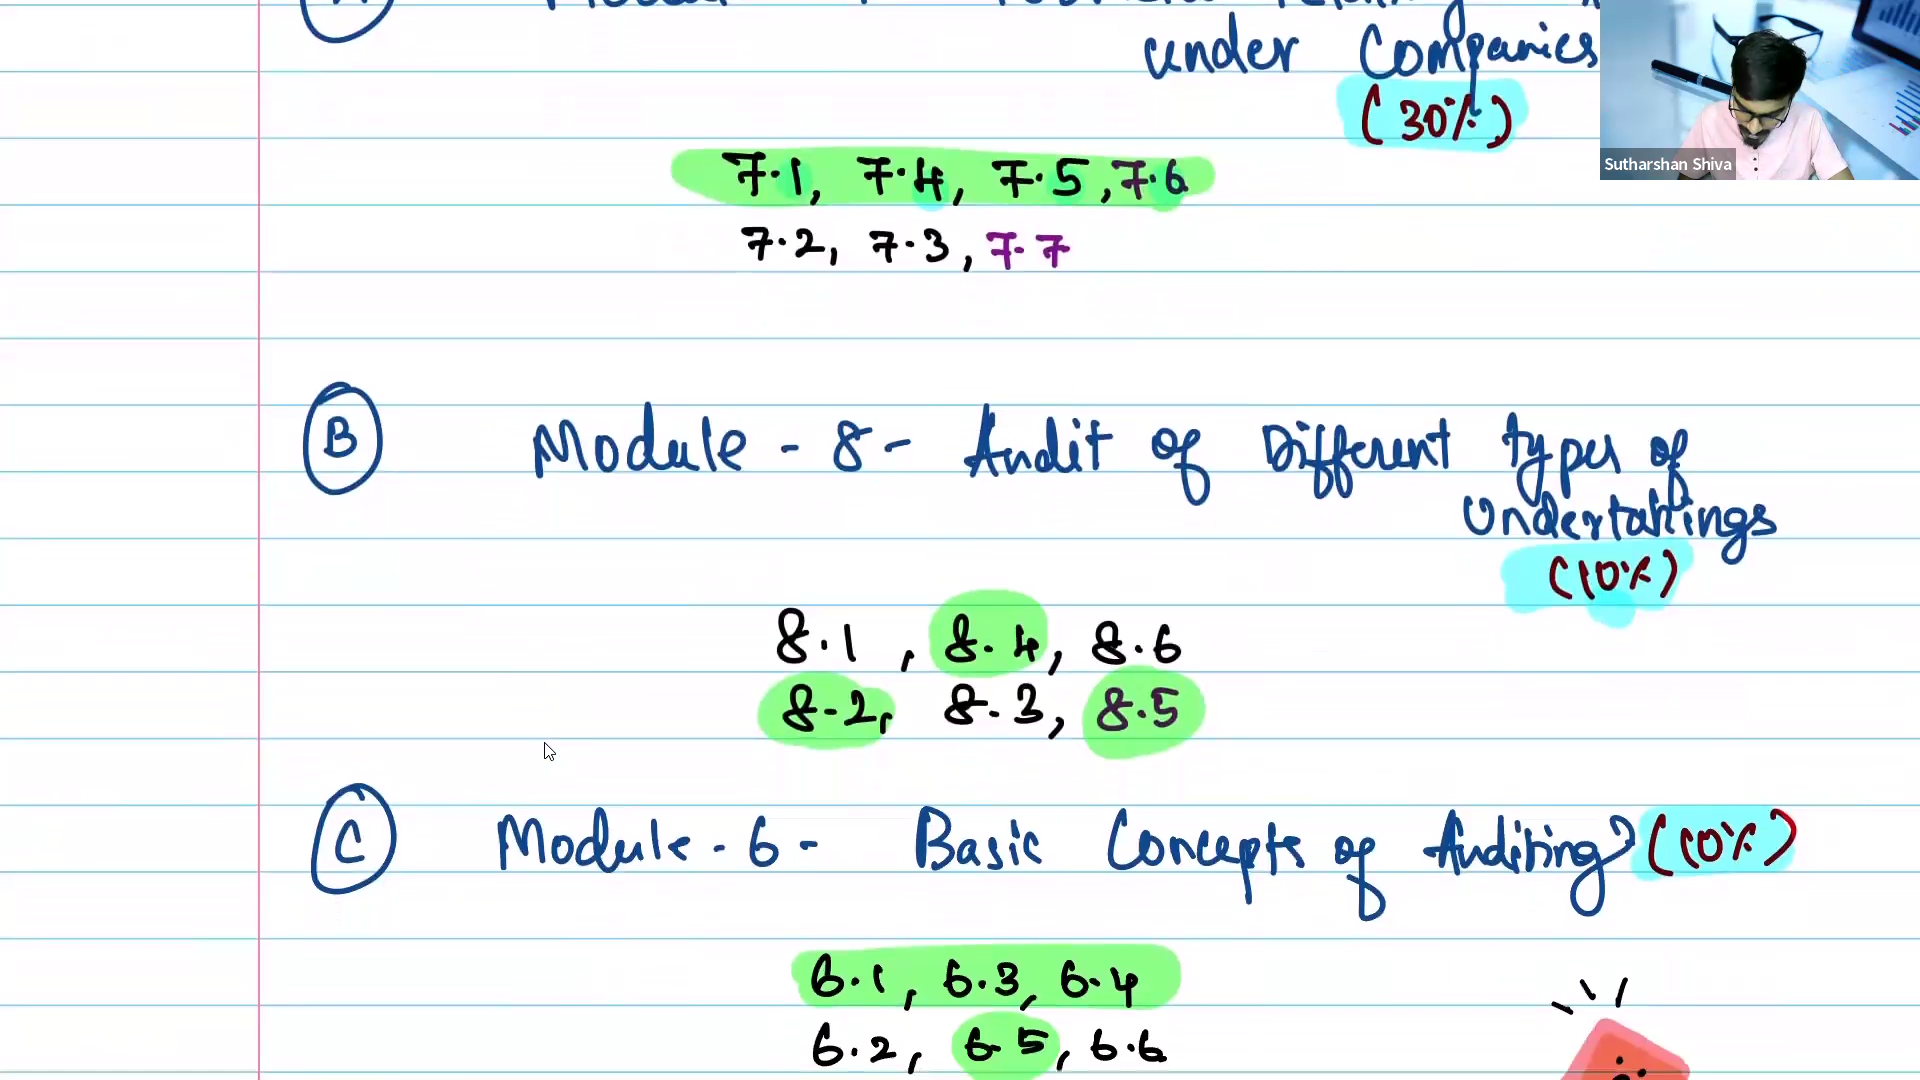 under Companies
(30%)
Sutharshan Shiva
7.1, 7.4, 7.5, 7.6
7.2, 7.3, 7.7
B Module - 8 - Audit of Different types of
Undertakings
(10%)
8.1, 8.4, 8.6
8.2, 8.3, 8.5
C Module - 6 - Basic Concepts of Auditing (10%)
6.1, 6.3, 6.4
6.2, 6.5, 6.6